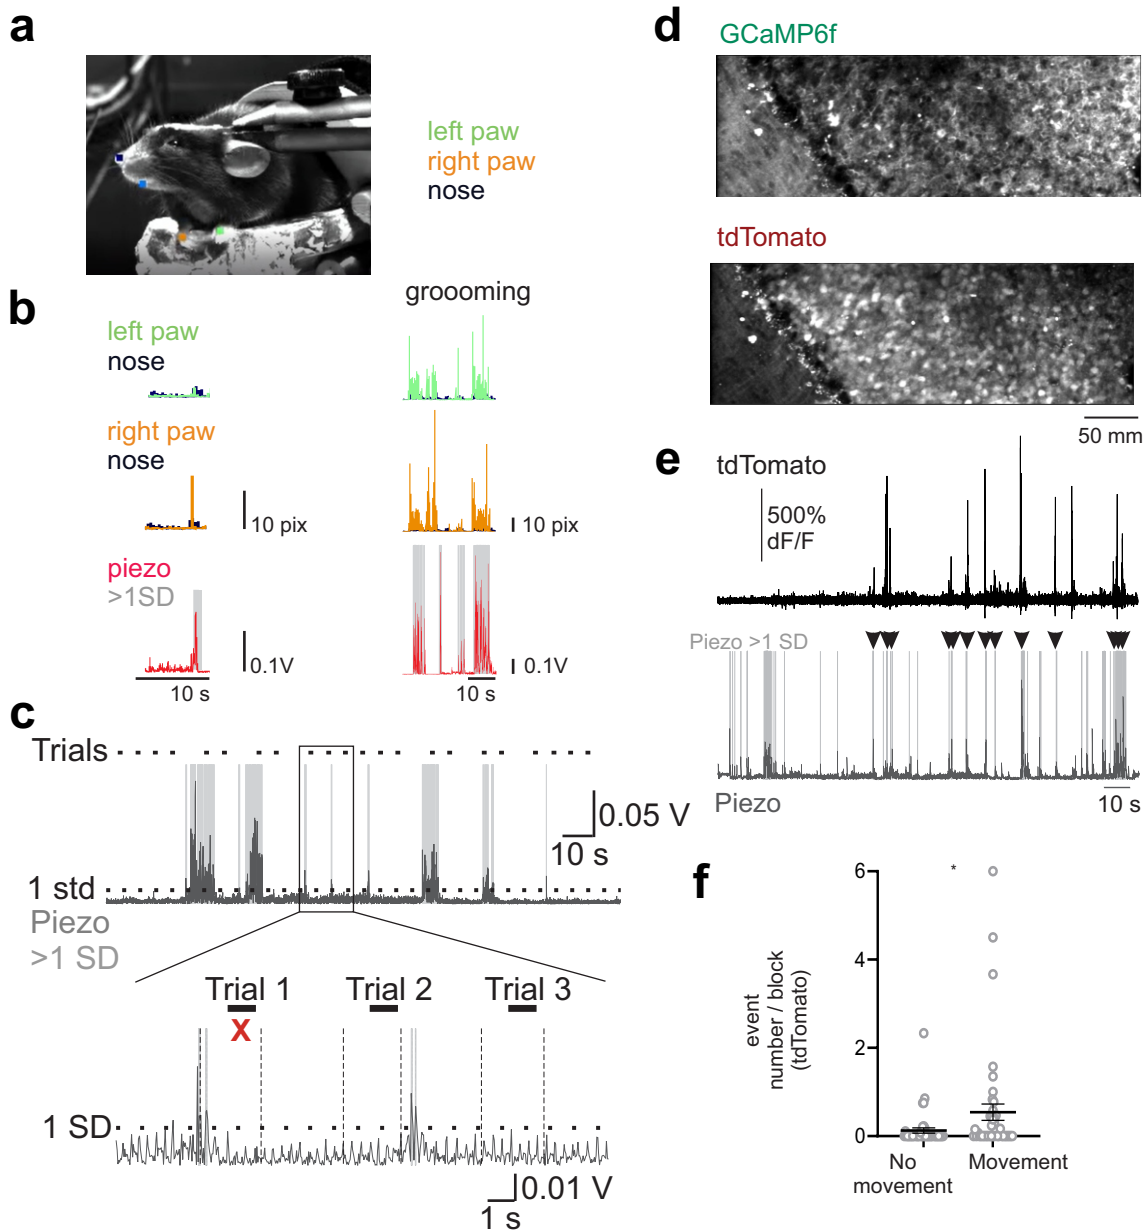 a
left paw
right paw
nose
b
groooming
left paw
nose
right paw
nose
10 pix
10 pix
piezo
>1SD
0.1V
0.1V
10 s
10 s
c
Trials
0.05 V
10 s
1 std
Piezo
>1 SD
Trial 1
Trial 2
Trial 3
X
1 SD
0.01 V
1 s
d
GCaMP6f
tdTomato
50 mm
e
tdTomato
500%
dF/F
Piezo >1 SD
Piezo
10 s
f
*
6
4
2
0
event
number / block
(tdTomato)
No
movement
Movement